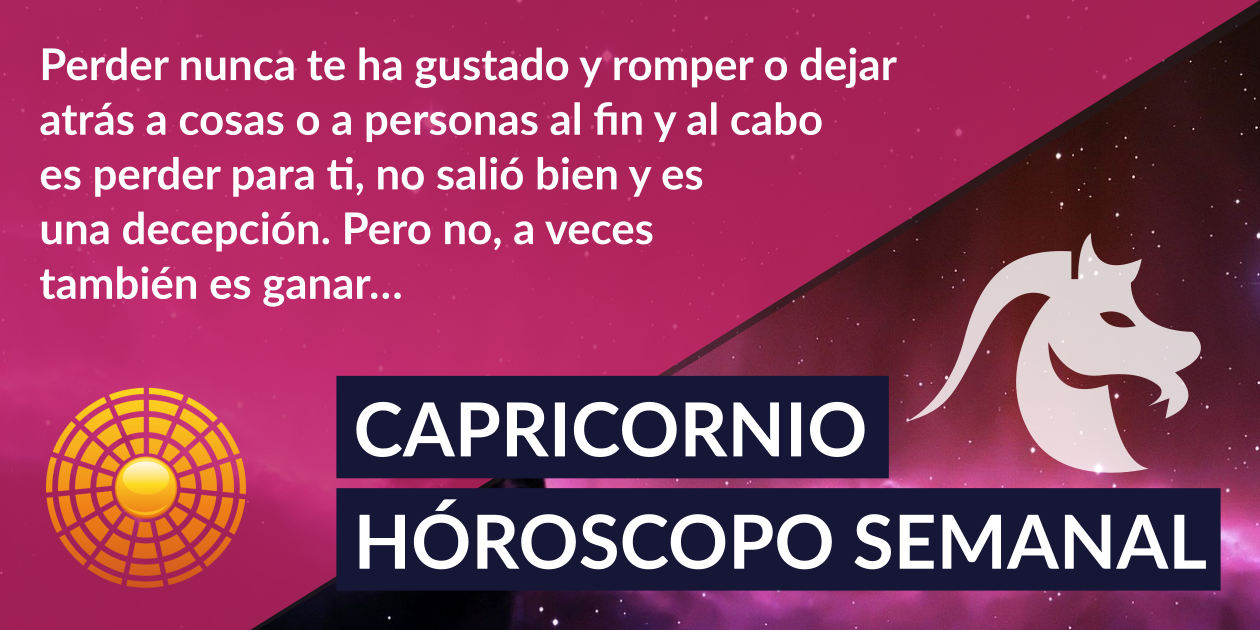 Perder nunca te ha gustado y romper o dejar
atrás a cosas o a personas al fin y al cabo
es perder para ti, no salió bien y es
una decepción. Pero no, a veces
también es ganar...
CAPRICORNIO
HÓROSCOPO SEMANAL